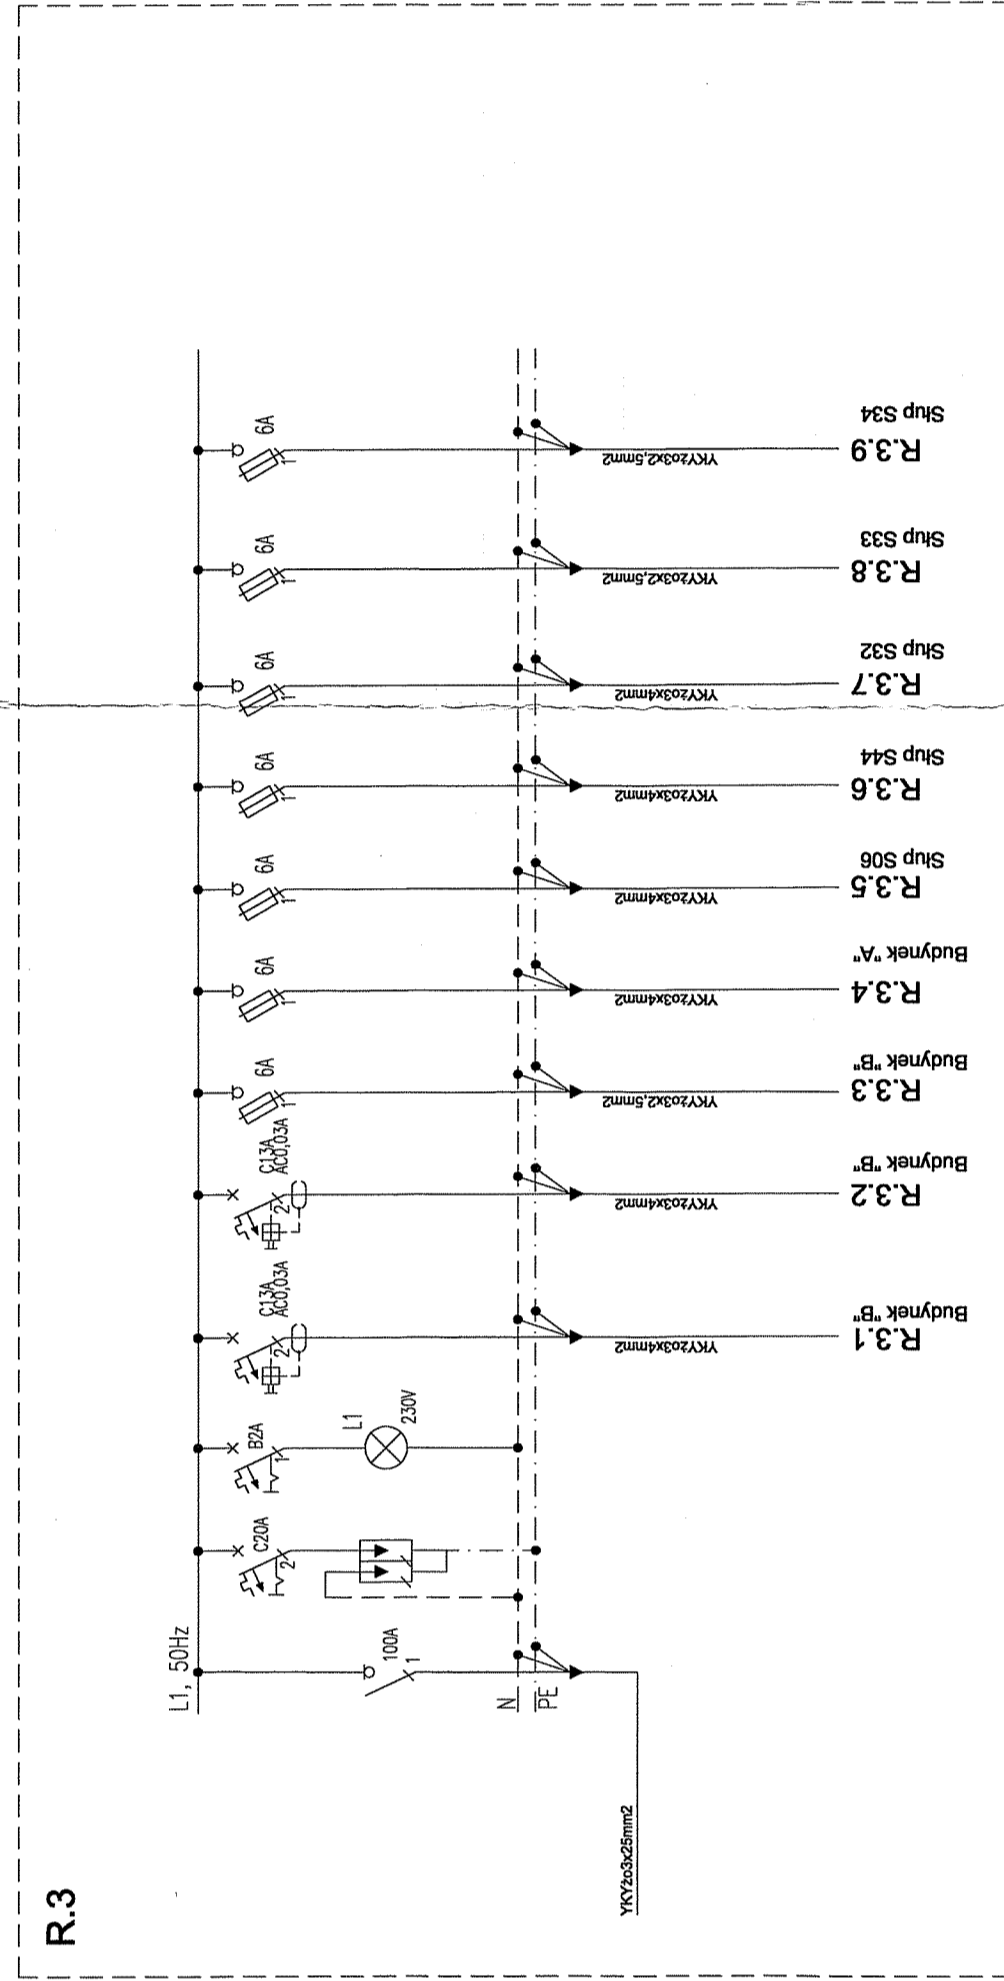 R.3
L1, 50Hz
100A
1
N
PE
YKYżo3x25mm2
C20A
2
B2A
1
L1
230V
C13A
AC0,03A
2
YKYżo3x4mm2
R.3.1
Budynek "B"
C13A
AC0,03A
2
YKYżo3x4mm2
R.3.2
Budynek "B"
6A
1
YKYżo3x2,5mm2
R.3.3
Budynek "B"
6A
1
YKYżo3x4mm2
R.3.4
Budynek "A"
6A
1
YKYżo3x4mm2
R.3.5
Słup S06
6A
1
YKYżo3x4mm2
R.3.6
Słup S44
6A
1
YKYżo3x4mm2
R.3.7
Słup S32
6A
1
YKYżo3x2,5mm2
R.3.8
Słup S33
6A
1
YKYżo3x2,5mm2
R.3.9
Słup S34